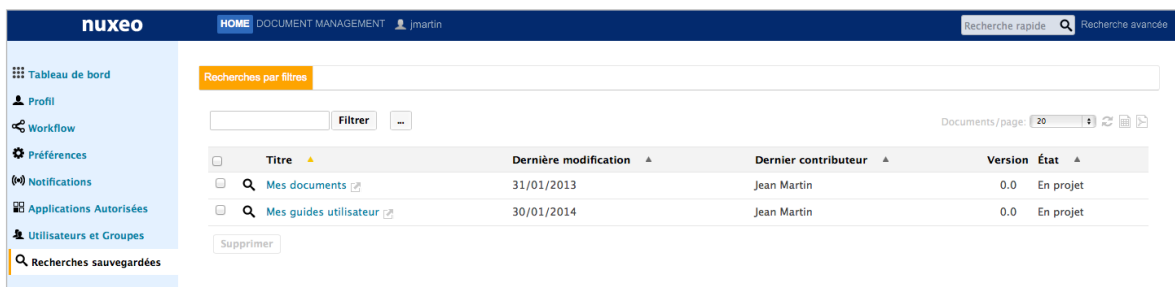 nuxeo HOME DOCUMENT MANAGEMENT jmartin Recherche rapide Recherche avancée
Tableau de bord
Profil
Workflow
Préférences
Notifications
Applications Autorisées
Utilisateurs et Groupes
Recherches sauvegardées
Recherches par filtres
Filtrer ... Documents/page: 20
Titre Dernière modification Dernier contributeur Version État
Mes documents 31/01/2013 Jean Martin 0.0 En projet
Mes guides utilisateur 30/01/2014 Jean Martin 0.0 En projet
Supprimer